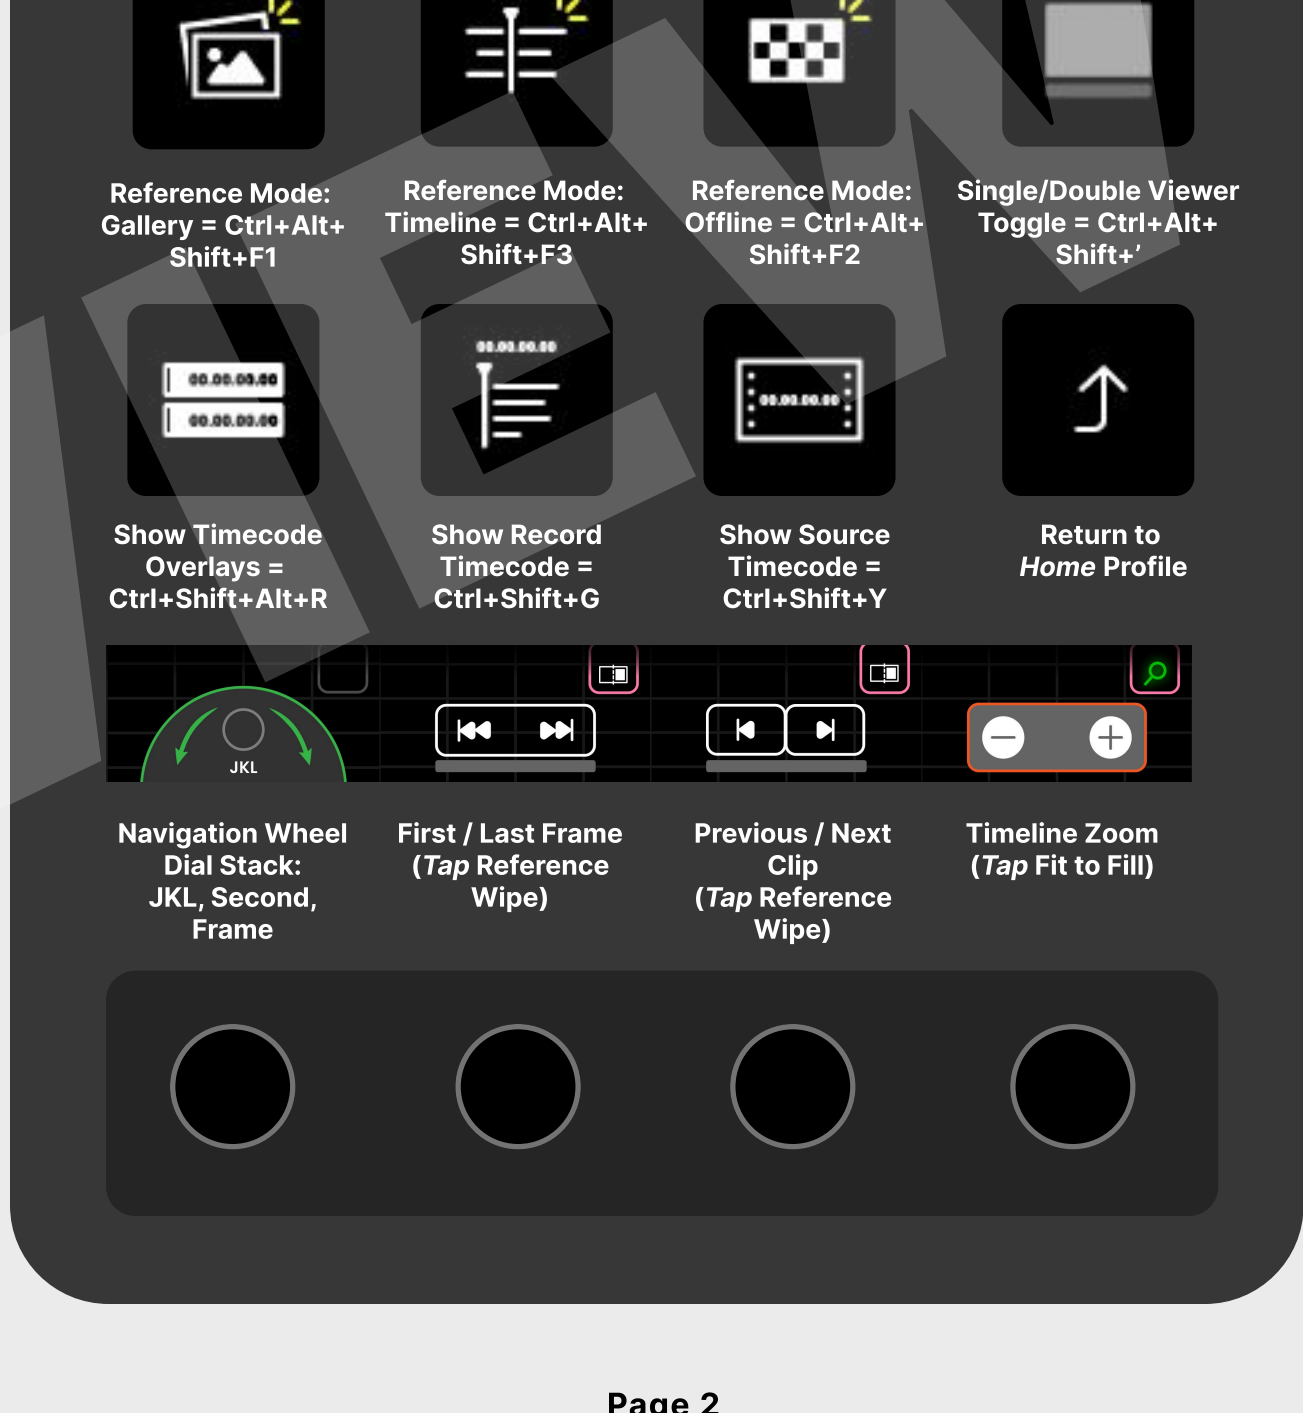 Reference Mode:
Gallery = Ctrl+Alt+
Shift+F1
Reference Mode:
Timeline = Ctrl+Alt+
Shift+F3
Reference Mode:
Offline = Ctrl+Alt+
Shift+F2
Single/Double Viewer
Toggle = Ctrl+Alt+
Shift+’
00.00.00.00
00.00.00.00
00.00.00.00
00.00.00.00
Show Timecode
Overlays =
Ctrl+Shift+Alt+R
Show Record
Timecode =
Ctrl+Shift+G
Show Source
Timecode =
Ctrl+Shift+Y
Return to
Home Profile
JKL
Navigation Wheel
Dial Stack:
JKL, Second,
Frame
First / Last Frame
(Tap Reference
Wipe)
Previous / Next
Clip
(Tap Reference
Wipe)
Timeline Zoom
(Tap Fit to Fill)
Page 2